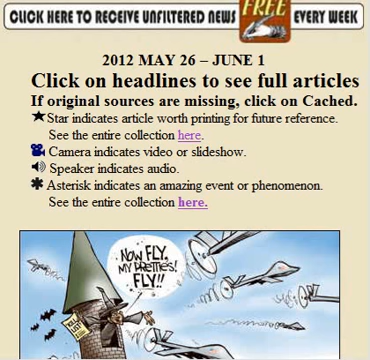 CLICK HERE TO RECEIVE UNFILTERED NEWS FREE EVERY WEEK
2012 MAY 26 – JUNE 1
Click on headlines to see full articles
If original sources are missing, click on Cached.
Star indicates article worth printing for future reference.
See the entire collection here.
Camera indicates video or slideshow.
Speaker indicates audio.
Asterisk indicates an amazing event or phenomenon.
See the entire collection here.
NOW FLY,
MY PRETTIES!
FLY!!
KILL
LIST